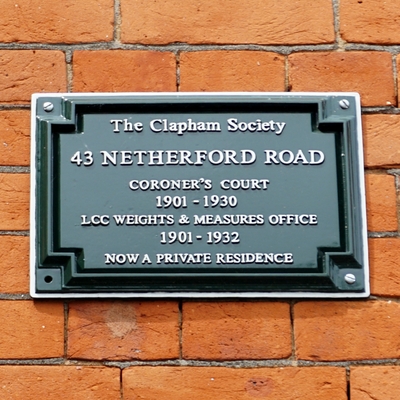 The Clapham Society
43 NETHERFORD ROAD
CORONER'S COURT
1901 - 1930
LCC WEIGHTS & MEASURES OFFICE
1901 - 1932
NOW A PRIVATE RESIDENCE